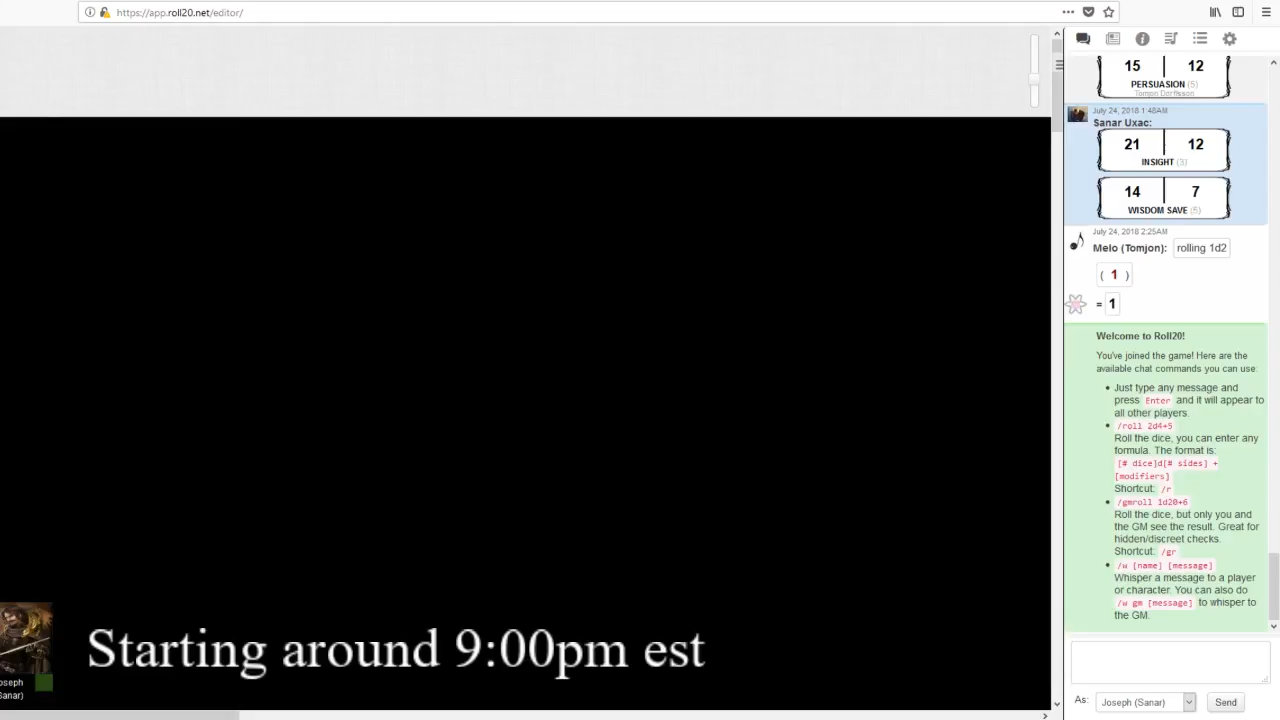 https://app.roll20.net/editor/
15 12
PERSUASION (5)
Tomjon Dorffsson
July 24, 2018 1:48AM
Sanar Uxac:
21 12
INSIGHT (3)
14 7
WISDOM SAVE (5)
July 24, 2018 2:25AM
Melo (Tomjon): rolling 1d2
( 1 )
= 1
Welcome to Roll20!
You've joined the game! Here are the
available chat commands you can use:
• Just type any message and
press Enter and it will appear to
all other players.
• /roll 2d4+5
Roll the dice, you can enter any
formula. The format is:
[# dice]d[# sides] +
[modifiers]
Shortcut: /r
• /gmroll 1d20+6
Roll the dice, but only you and
the GM see the result. Great for
hidden/discreet checks.
Shortcut: /gr
• /w [name] [message]
Whisper a message to a player
or character. You can also do
/w gm [message] to whisper to
the GM.
Starting around 9:00pm est
oseph
Sanar)
As: Joseph (Sanar) Send